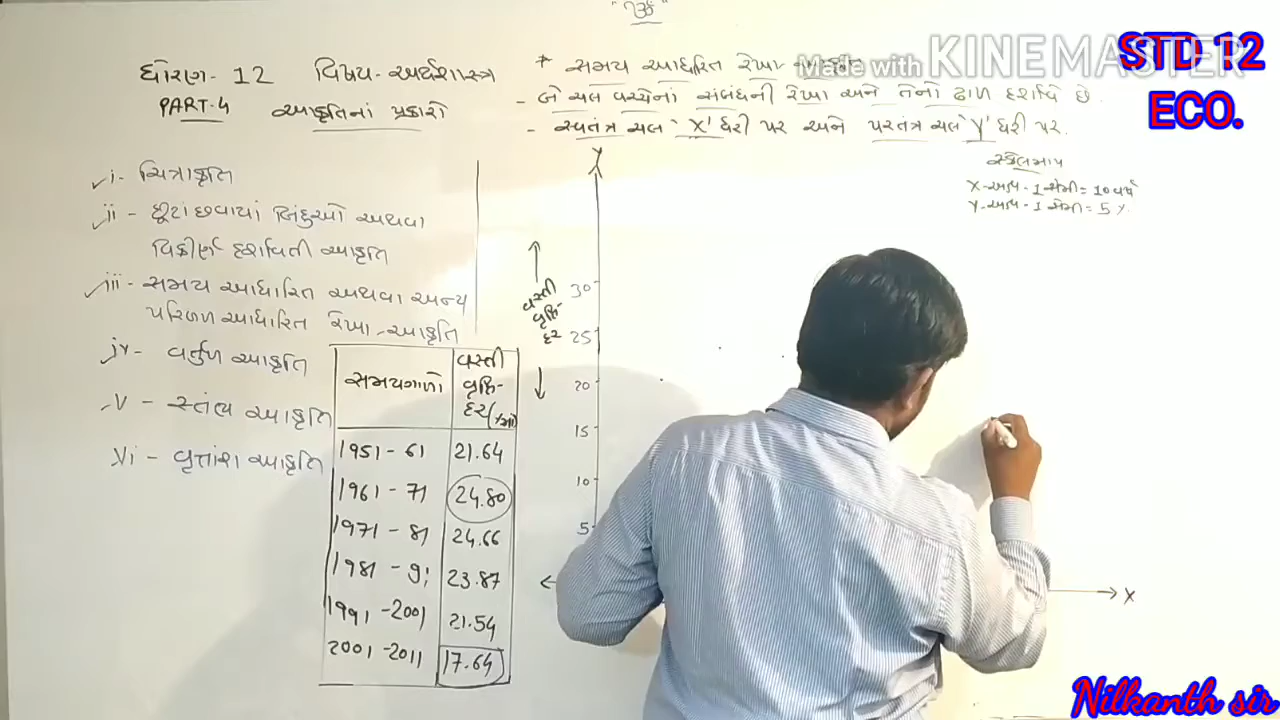 "ૐ"
ધોરણ- 12 વિષય - અર્થશાસ્ત્ર
PART-4 આકૃતિનાં પ્રકારો
* સમય આધારિત રેખા
- બે ચલ વચ્ચેનાં સંબંધની રેખા અને તેનો ઢાળ દર્શાવે છે.
- સ્વતંત્ર ચલ 'X' ધરી પર અને પરતંત્ર ચલ 'Y' ધરી પર.
Made with KINEMASTER
STD 12
ECO.
i - ચિત્રાકૃતિ
ii - છૂટાં છવાયાં બિંદુઓ અથવા
વિકીર્ણ દર્શાવતી આકૃતિ
iii - સમય આધારિત અથવા અન્ય
પરિબળ આધારિત રેખા-આકૃતિ
iv - વર્તુળ આકૃતિ
v - સ્તંભ આકૃતિ
vi - વૃત્તાંશ આકૃતિ
સમયગાળો
વસ્તી
વૃદ્ધિ-
દર
1951 - 61 21.64
1961 - 71 24.80
1971 - 81 24.66
1981 - 91 23.87
1991 - 2001 21.54
2001 - 2011 17.64
સ્કેલમાપ
X-અક્ષ - 1 સેમી = 10 વર્ષ
Y-અક્ષ - 1 સેમી = 5 %
Y
વસ્તી
વૃદ્ધિ-
દર
30
25
20
15
10
5
X
Nilkanth sir